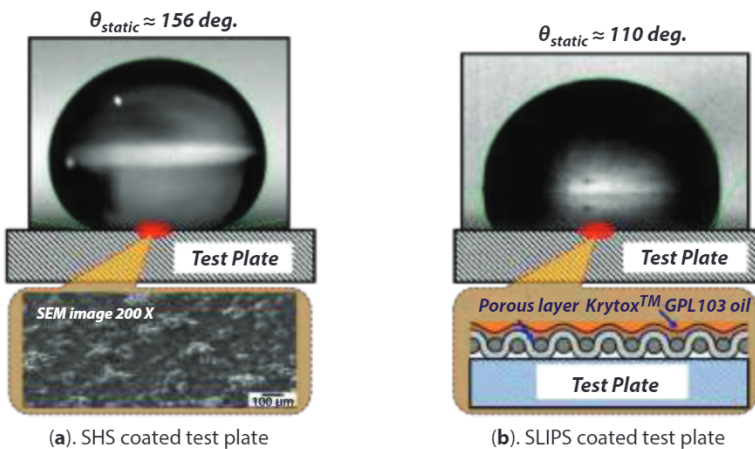 θstatic ≈ 156 deg.
θstatic ≈ 110 deg.
Test Plate
Test Plate
SEM image 200 X
100 µm
Porous layer Krytox™ GPL103 oil
Test Plate
(a). SHS coated test plate
(b). SLIPS coated test plate